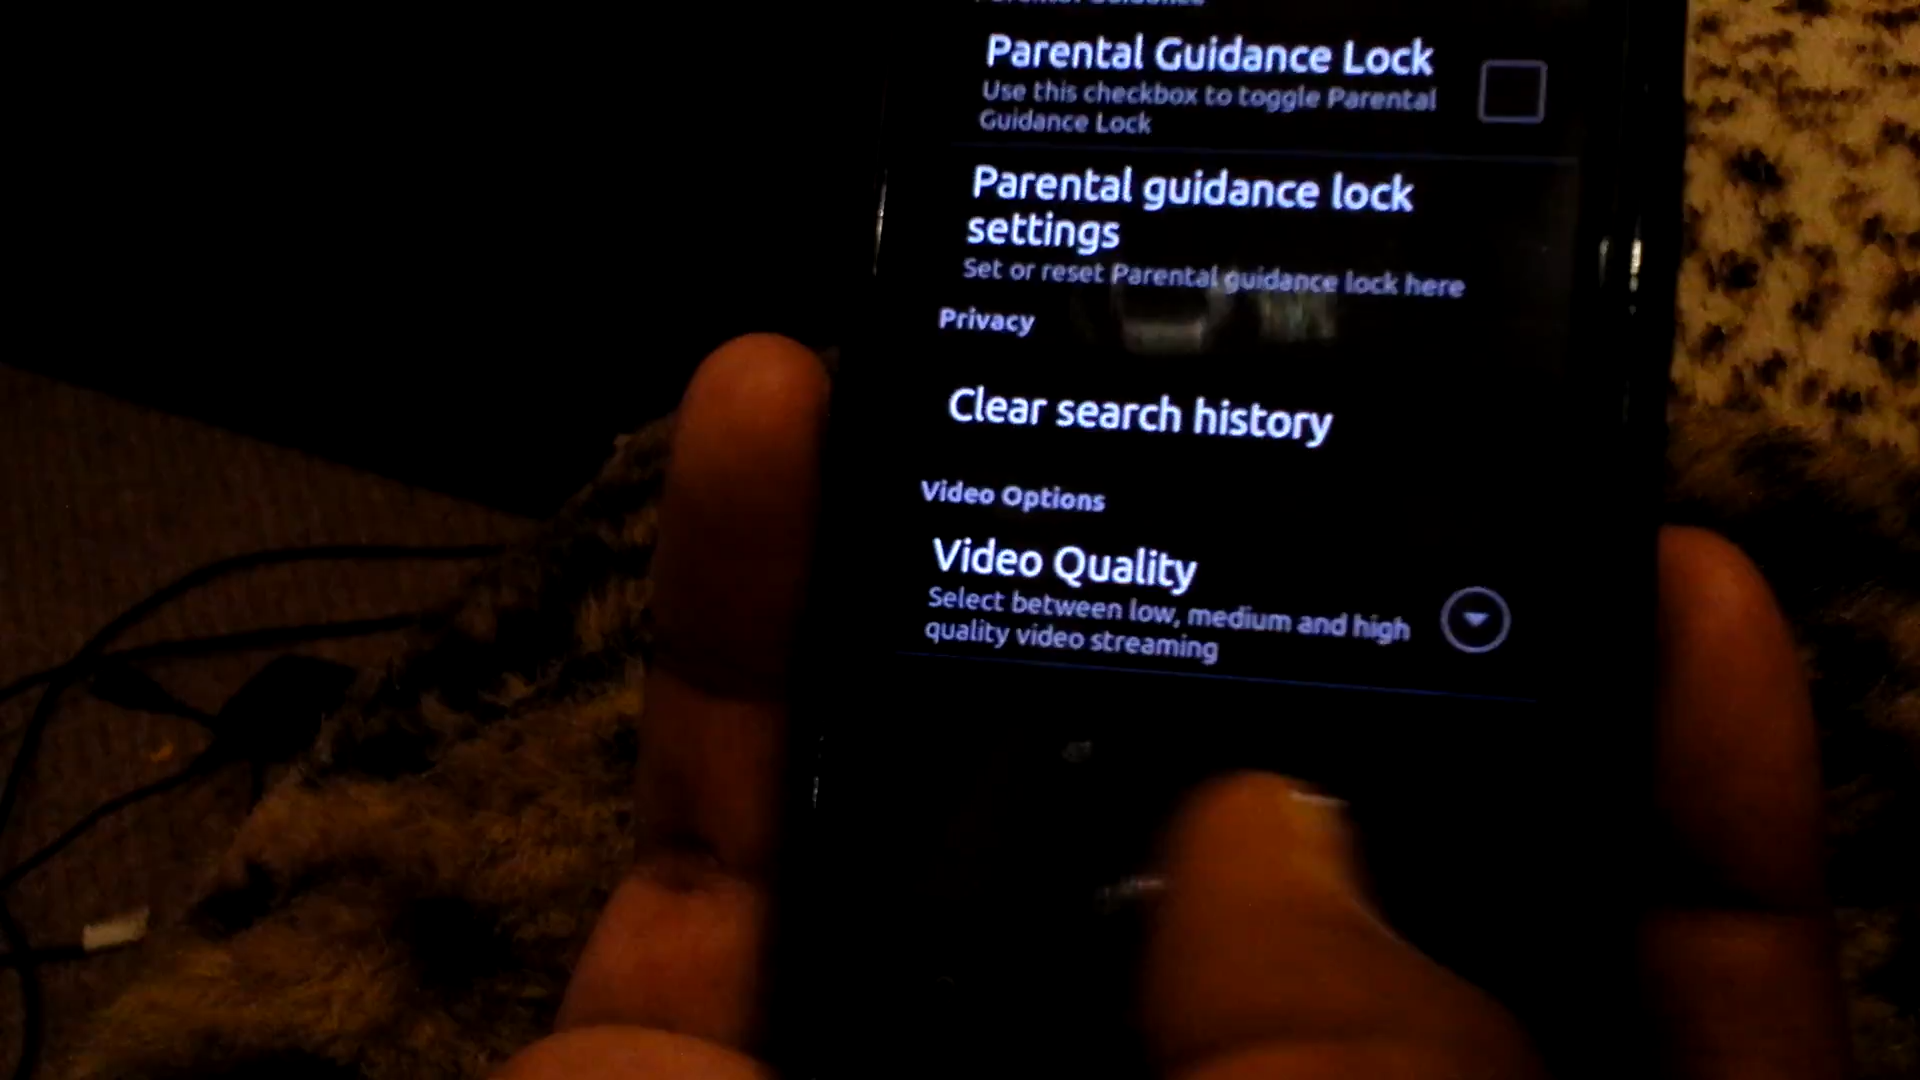 Parental Guidance Lock
Use this checkbox to toggle Parental
Guidance Lock
Parental guidance lock
settings
Set or reset Parental guidance lock here
Privacy
Clear search history
Video Options
Video Quality
Select between low, medium and high
quality video streaming